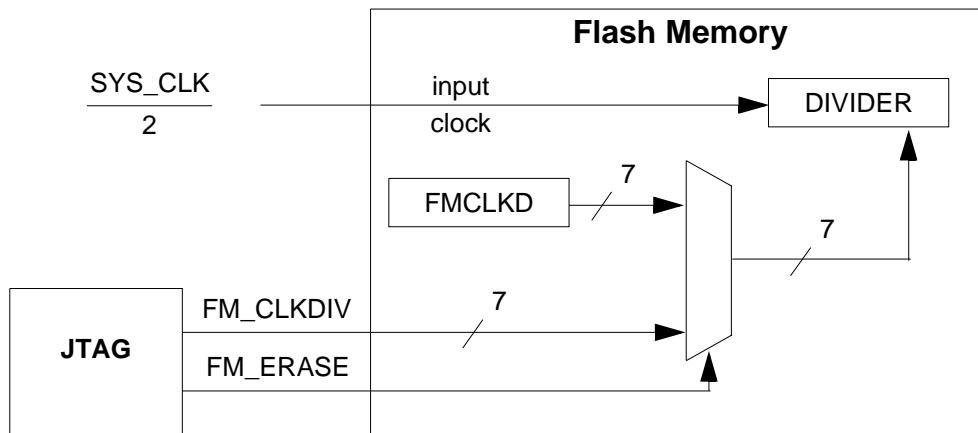 Flash Memory
SYS_CLK
2
input
clock
DIVIDER
FMCLKD
7
7
JTAG
FM_CLKDIV
7
FM_ERASE